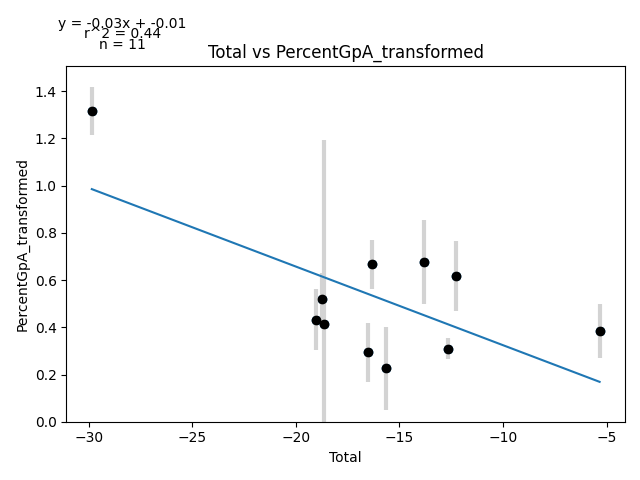 y = -0.03x + -0.01
r^2 = 0.44
n = 11
Total vs PercentGpA_transformed
PercentGpA_transformed
1.4
1.2
1.0
0.8
0.6
0.4
0.2
0.0
−30 −25 −20 −15 −10 −5
Total